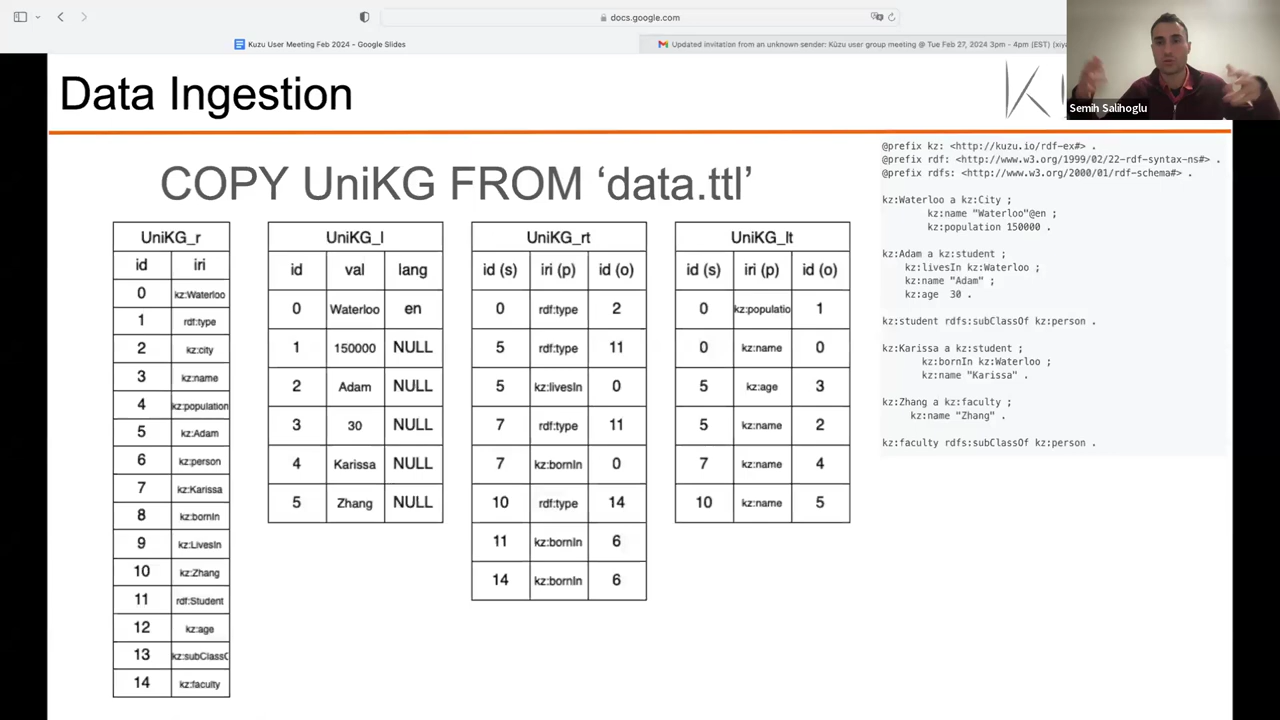 docs.google.com
Kuzu User Meeting Feb 2024 - Google Slides
Updated invitation from an unknown sender: Kùzu user group meeting @ Tue Feb 27, 2024 3pm - 4pm (EST) (xiy
Data Ingestion
Semih Salihoglu
COPY UniKG FROM ‘data.ttl’
UniKG_r
id iri
0 kz:Waterloo
1 rdf:type
2 kz:city
3 kz:name
4 kz:population
5 kz:Adam
6 kz:person
7 kz:Karissa
8 kz:bornIn
9 kz:LivesIn
10 kz:Zhang
11 rdf:Student
12 kz:age
13 kz:subClassO
14 kz:faculty
UniKG_l
id val lang
0 Waterloo en
1 150000 NULL
2 Adam NULL
3 30 NULL
4 Karissa NULL
5 Zhang NULL
UniKG_rt
id (s) iri (p) id (o)
0 rdf:type 2
5 rdf:type 11
5 kz:livesIn 0
7 rdf:type 11
7 kz:bornIn 0
10 rdf:type 14
11 kz:bornIn 6
14 kz:bornIn 6
UniKG_lt
id (s) iri (p) id (o)
0 kz:populatio 1
0 kz:name 0
5 kz:age 3
5 kz:name 2
7 kz:name 4
10 kz:name 5
@prefix kz: <http://kuzu.io/rdf-ex#> .
@prefix rdf: <http://www.w3.org/1999/02/22-rdf-syntax-ns#> .
@prefix rdfs: <http://www.w3.org/2000/01/rdf-schema#> .
kz:Waterloo a kz:City ;
kz:name "Waterloo"@en ;
kz:population 150000 .
kz:Adam a kz:student ;
kz:livesIn kz:Waterloo ;
kz:name "Adam" ;
kz:age 30 .
kz:student rdfs:subClassOf kz:person .
kz:Karissa a kz:student ;
kz:bornIn kz:Waterloo ;
kz:name "Karissa" .
kz:Zhang a kz:faculty ;
kz:name "Zhang" .
kz:faculty rdfs:subClassOf kz:person .